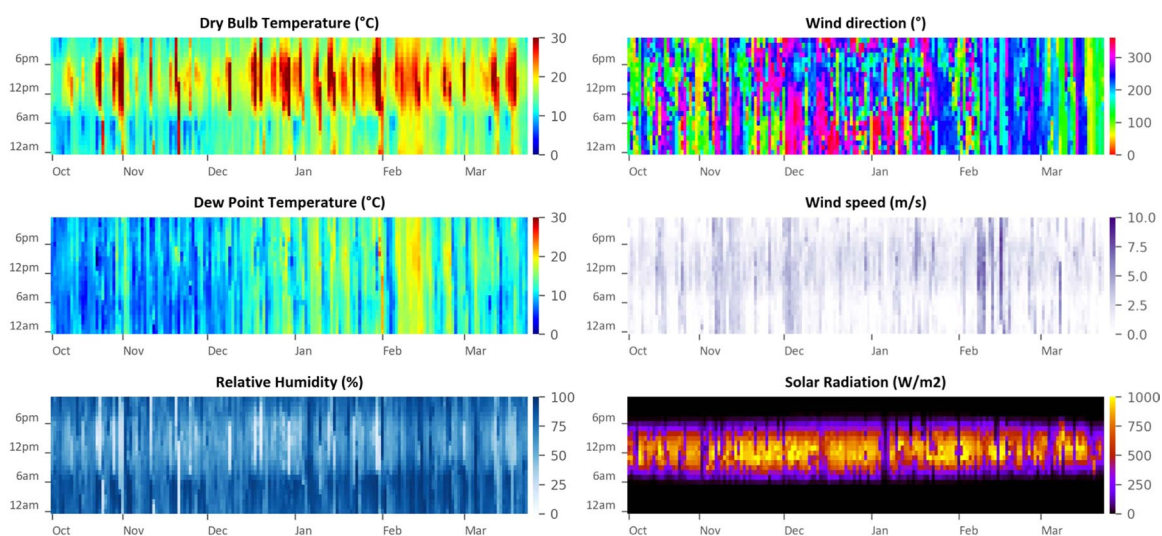 Dry Bulb Temperature (°C)
6pm
12pm
6am
12am
Oct Nov Dec Jan Feb Mar
30
20
10
0
Wind direction (°)
6pm
12pm
6am
12am
Oct Nov Dec Jan Feb Mar
300
200
100
0
Dew Point Temperature (°C)
6pm
12pm
6am
12am
Oct Nov Dec Jan Feb Mar
30
20
10
0
Wind speed (m/s)
6pm
12pm
6am
12am
Oct Nov Dec Jan Feb Mar
10.0
7.5
5.0
2.5
0.0
Relative Humidity (%)
6pm
12pm
6am
12am
Oct Nov Dec Jan Feb Mar
100
75
50
25
0
Solar Radiation (W/m2)
6pm
12pm
6am
12am
Oct Nov Dec Jan Feb Mar
1000
750
500
250
0